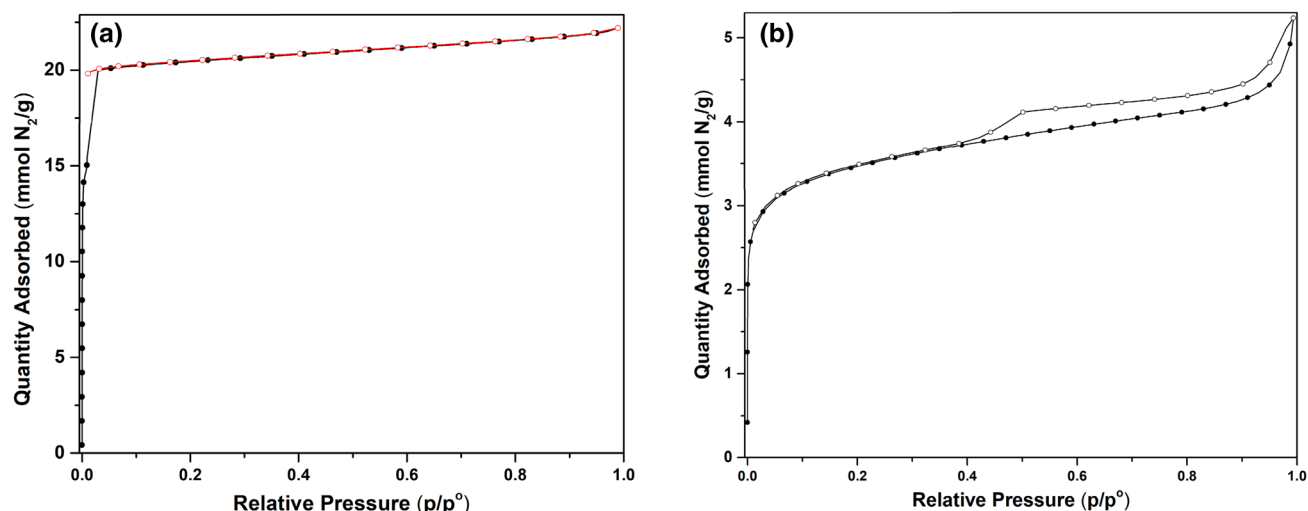 (a)
Quantity Adsorbed (mmol N₂/g)
20
15
10
5
0
0.0 0.2 0.4 0.6 0.8 1.0
Relative Pressure (p/pº)
(b)
Quantity Adsorbed (mmol N₂/g)
5
4
3
2
1
0
0.0 0.2 0.4 0.6 0.8 1.0
Relative Pressure (p/pº)